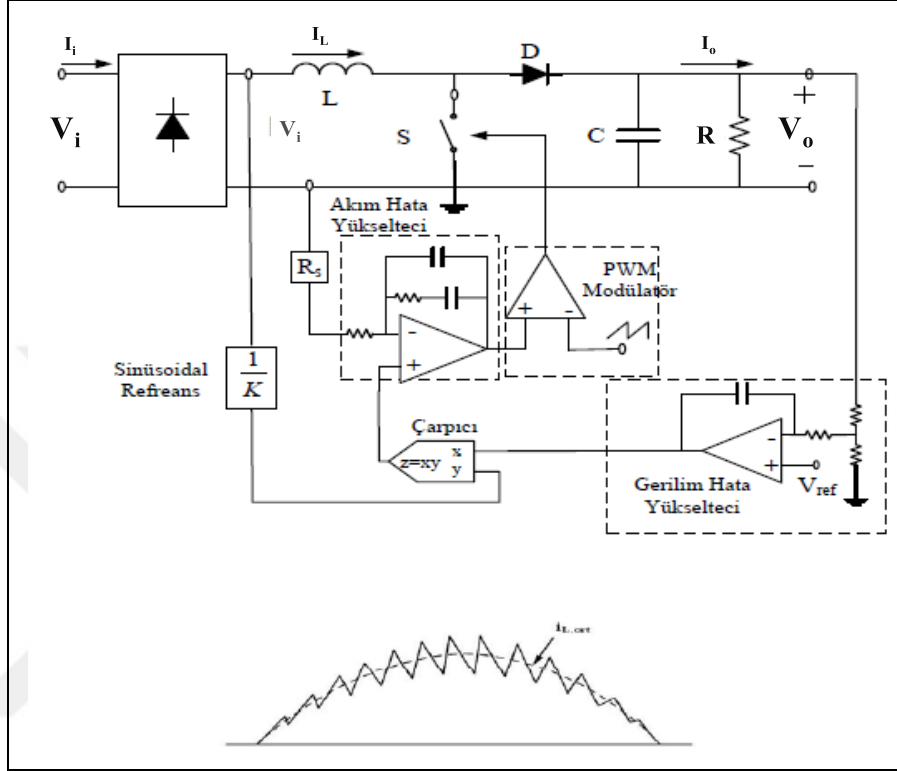 I_i
I_L
D
I_o
L
V_i
V_i
S
C
R
+
V_o
−
Akım Hata
Yükselteci
R_s
PWM
Modülatör
-
+
+
-
Sinüsoidal
Refreans
1
K
Çarpıcı
z=xy
x
y
-
+
V_ref
Gerilim Hata
Yükselteci
i_L,ort